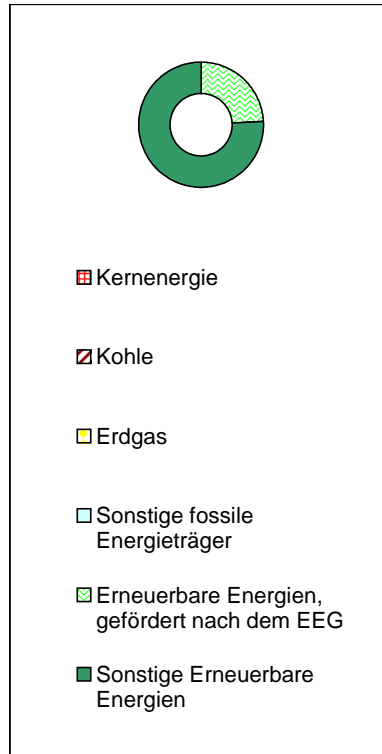 Kernenergie
Kohle
Erdgas
Sonstige fossile
Energieträger
Erneuerbare Energien,
gefördert nach dem EEG
Sonstige Erneuerbare
Energien